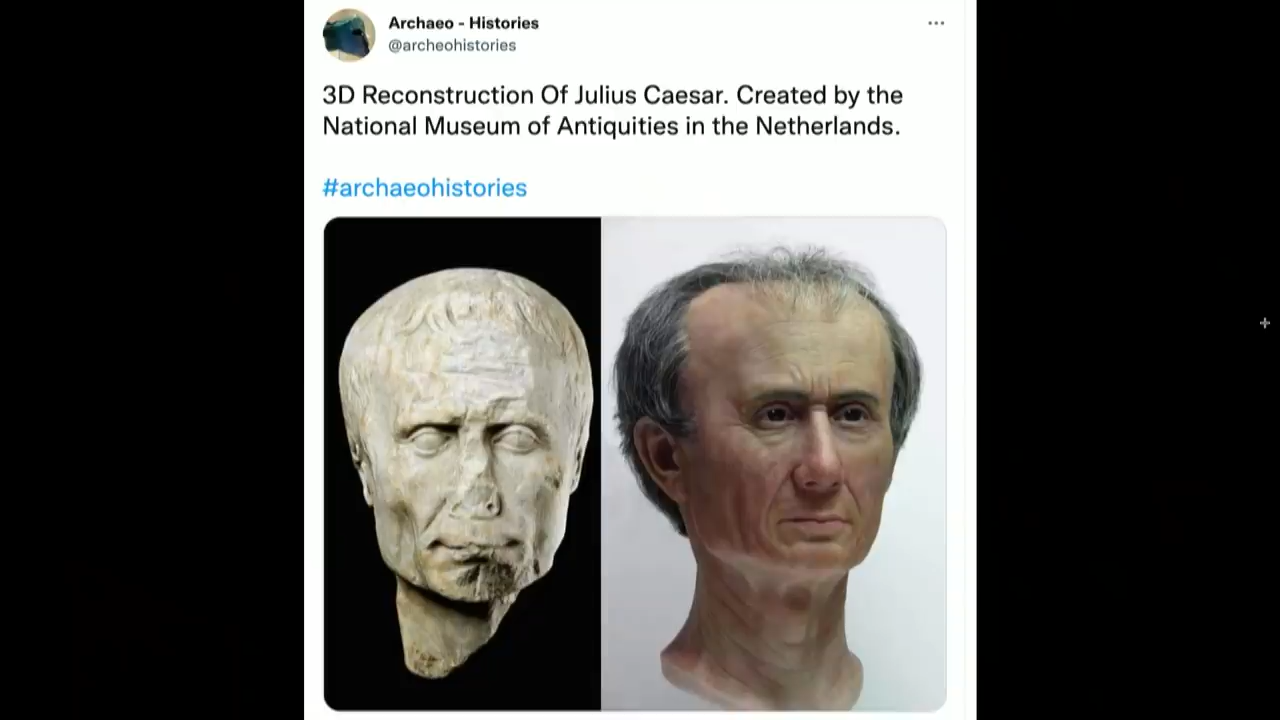 Archaeo - Histories
@archeohistories
3D Reconstruction Of Julius Caesar. Created by the
National Museum of Antiquities in the Netherlands.
#archaeohistories